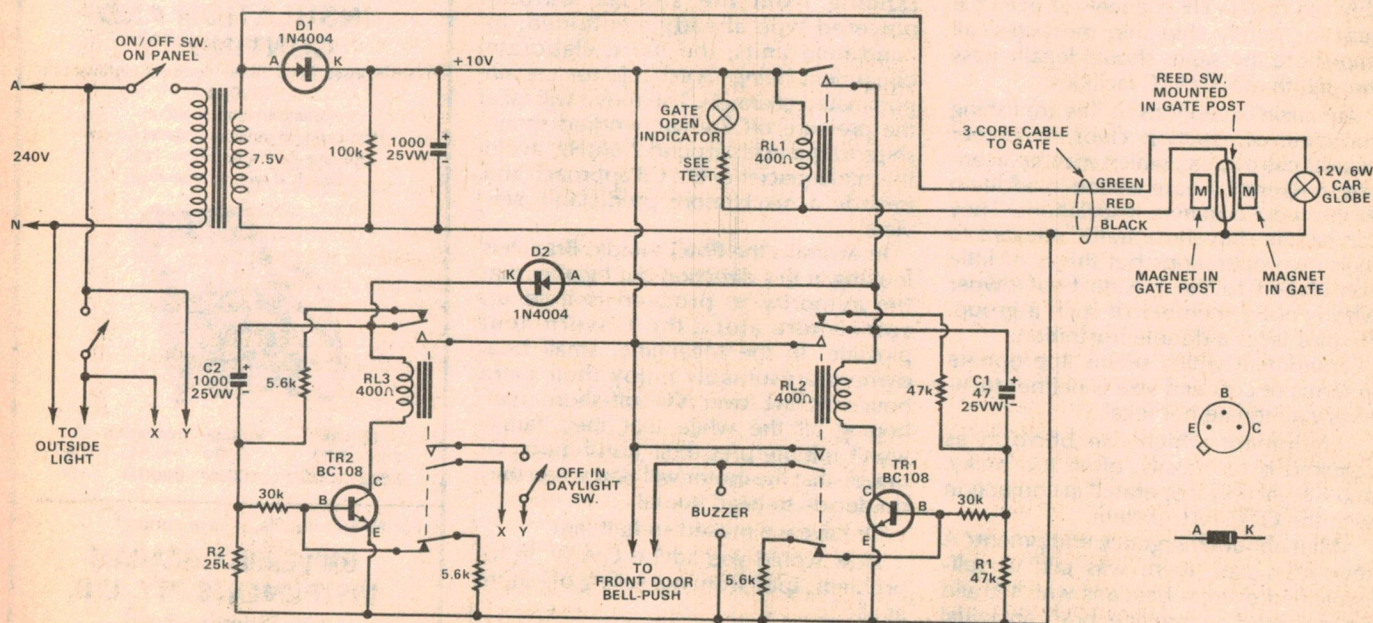 D1
1N4004
ON/OFF SW.
ON PANEL
A
K
+10V
A
240V
N
7.5V
100k
1000
25VW
+
-
GATE
OPEN
INDICATOR
SEE
TEXT
RL1
400Ω
3-CORE CABLE
TO GATE
GREEN
RED
BLACK
REED SW.
MOUNTED
IN GATE POST
M
M
12V 6W
CAR
GLOBE
MAGNET IN
GATE POST
MAGNET
IN GATE
D2
K
A
1N4004
C2
1000
25VW
+
-
5.6k
RL3
400Ω
RL2
400Ω
47k
C1
47
25VW
+
-
TO
OUTSIDE
LIGHT
X
Y
TR2
BC108
C
B
E
30k
R2
25k
5.6k
X
Y
OFF IN
DAYLIGHT
SW.
TO
FRONT DOOR
BELL-PUSH
BUZZER
5.6k
TR1
BC108
C
B
E
30k
R1
47k
B
E
C
A
K